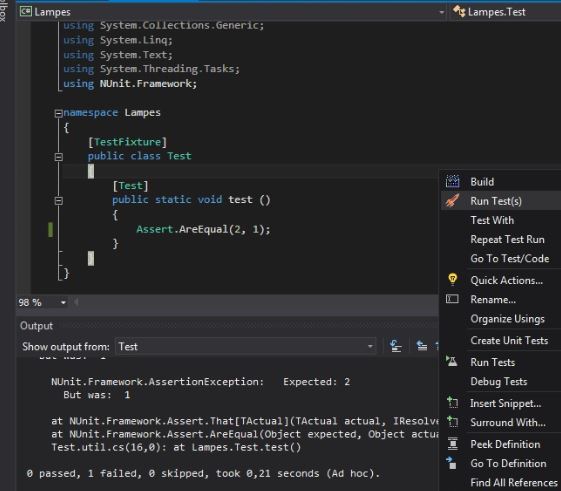 lbox
C# Lampes
Lampes.Test
using System.Collections.Generic;
using System.Linq;
using System.Text;
using System.Threading.Tasks;
using NUnit.Framework;
namespace Lampes
{
[TestFixture]
public class Test
{
[Test]
public static void test ()
{
Assert.AreEqual(2, 1);
}
}
}
98 %
Output
Show output from: Test
But was: 1
NUnit.Framework.AssertionException: Expected: 2
But was: 1
at NUnit.Framework.Assert.That[TActual](TActual actual, IResolve
at NUnit.Framework.Assert.AreEqual(Object expected, Object actua
Test.util.cs(16,0): at Lampes.Test.test()
0 passed, 1 failed, 0 skipped, took 0,21 seconds (Ad hoc).
Build
Run Test(s)
Test With
Repeat Test Run
Go To Test/Code
Quick Actions...
Rename...
Organize Usings
Create Unit Tests
Run Tests
Debug Tests
Insert Snippet...
Surround With...
Peek Definition
Go To Definition
Find All References